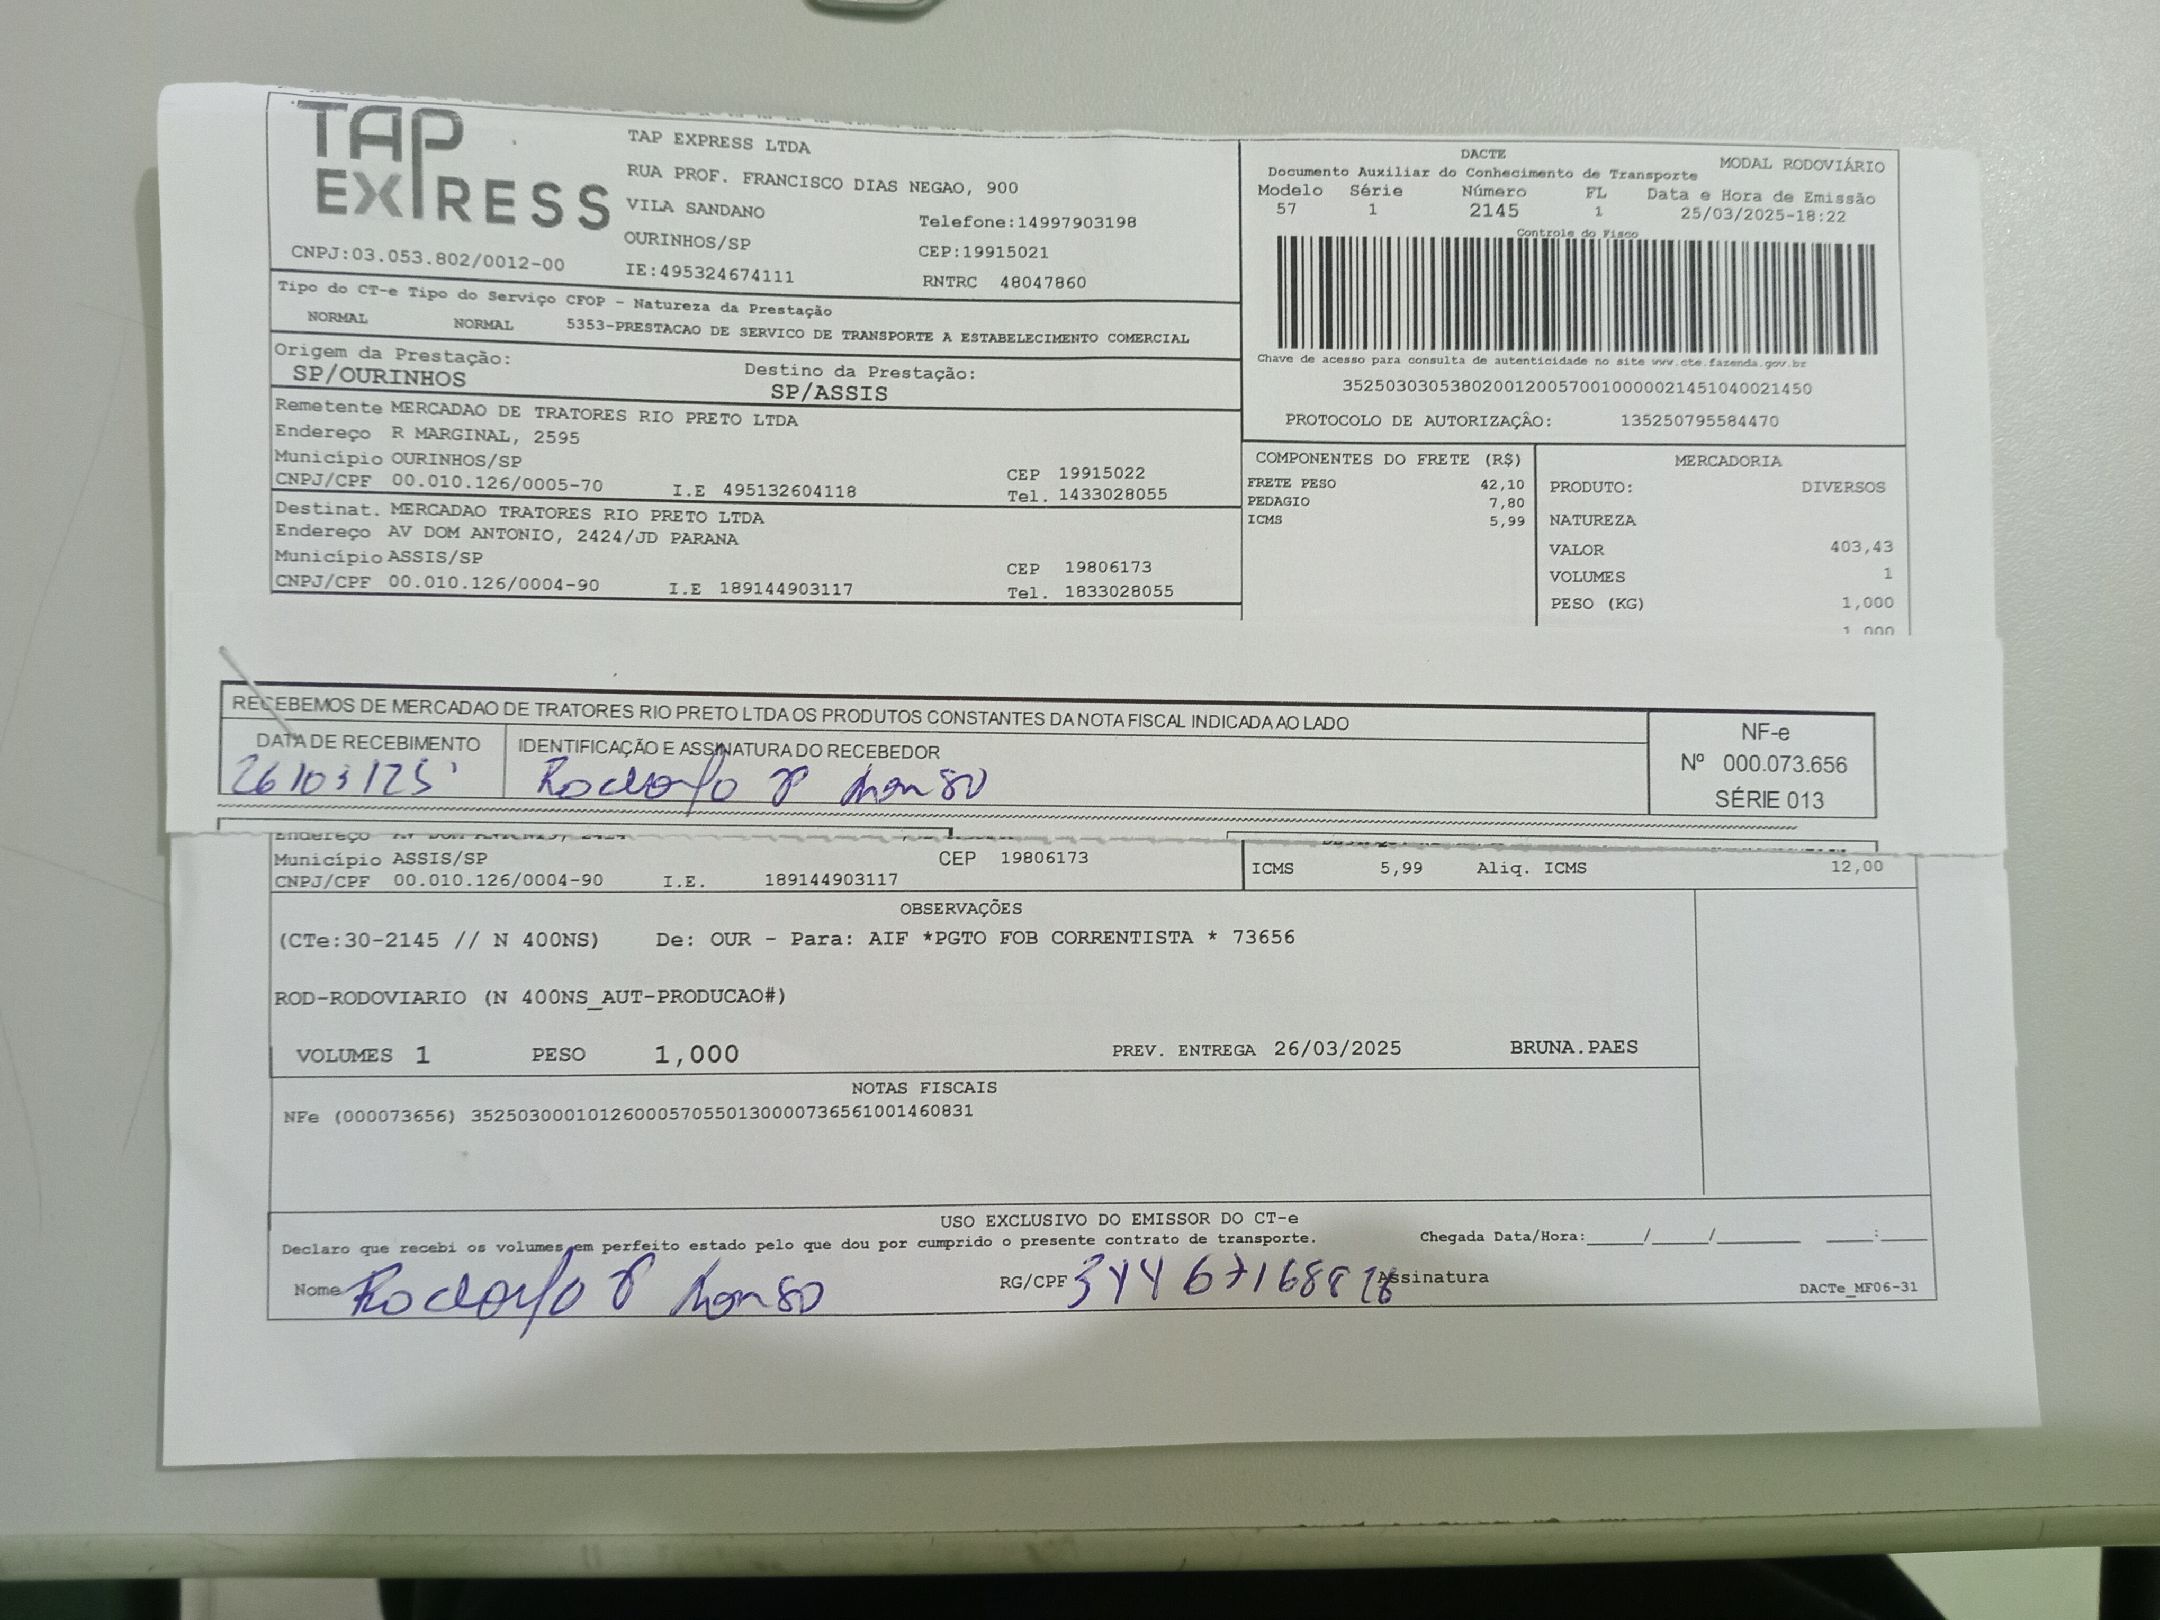 TAP
EXPRESS
TAP EXPRESS LTDA
RUA PROF. FRANCISCO DIAS NEGAO, 900
VILA SANDANO
Telefone:14997903198
OURINHOS/SP
CEP:19915021
CNPJ:03.053.802/0012-00
IE:495324674111
RNTRC 48047860
DACTE
MODAL RODOVIÁRIO
Documento Auxiliar do Conhecimento de Transporte
Modelo Série Número FL Data e Hora de Emissão
57 1 2145 1 25/03/2025-18:22
Controle do Fisco
Chave de acesso para consulta de autenticidade no site www.cte.fazenda.gov.br
35250303053802001200570010000021451040021450
PROTOCOLO DE AUTORIZAÇÃO: 135250795584470
Tipo do CT-e Tipo do Serviço CFOP - Natureza da Prestação
NORMAL NORMAL 5353-PRESTACAO DE SERVICO DE TRANSPORTE A ESTABELECIMENTO COMERCIAL
Origem da Prestação: Destino da Prestação:
SP/OURINHOS SP/ASSIS
Remetente MERCADAO DE TRATORES RIO PRETO LTDA
Endereço R MARGINAL, 2595
Município OURINHOS/SP CEP 19915022
CNPJ/CPF 00.010.126/0005-70 I.E 495132604118 Tel. 1433028055
Destinat. MERCADAO TRATORES RIO PRETO LTDA
Endereço AV DOM ANTONIO, 2424/JD PARANA
Município ASSIS/SP CEP 19806173
CNPJ/CPF 00.010.126/0004-90 I.E 189144903117 Tel. 1833028055
COMPONENTES DO FRETE (R$)
FRETE PESO 42,10
PEDAGIO 7,80
ICMS 5,99
MERCADORIA
PRODUTO: DIVERSOS
NATUREZA
VALOR 403,43
VOLUMES 1
PESO (KG) 1,000
1,000
RECEBEMOS DE MERCADAO DE TRATORES RIO PRETO LTDA OS PRODUTOS CONSTANTES DA NOTA FISCAL INDICADA AO LADO
DATA DE RECEBIMENTO IDENTIFICAÇÃO E ASSINATURA DO RECEBEDOR
26/03/25 Rodolfo
NF-e
Nº 000.073.656
SÉRIE 013
Endereço AV DOM ANTONIO, 2424
Município ASSIS/SP CEP 19806173
CNPJ/CPF 00.010.126/0004-90 I.E. 189144903117
ICMS 5,99 Aliq. ICMS 12,00
OBSERVAÇÕES
(CTe:30-2145 // N 400NS) De: OUR - Para: AIF *PGTO FOB CORRENTISTA * 73656
ROD-RODOVIARIO (N 400NS_AUT-PRODUCAO#)
VOLUMES 1 PESO 1,000 PREV. ENTREGA 26/03/2025 BRUNA.PAES
NOTAS FISCAIS
NFe (000073656) 35250300010126000570550130000736561001460831
USO EXCLUSIVO DO EMISSOR DO CT-e
Declaro que recebi os volumes em perfeito estado pelo que dou por cumprido o presente contrato de transporte.
Chegada Data/Hora:_____/_____/________ ____:____
Nome Rodolfo RG/CPF Assinatura
DACTe_MF06-31